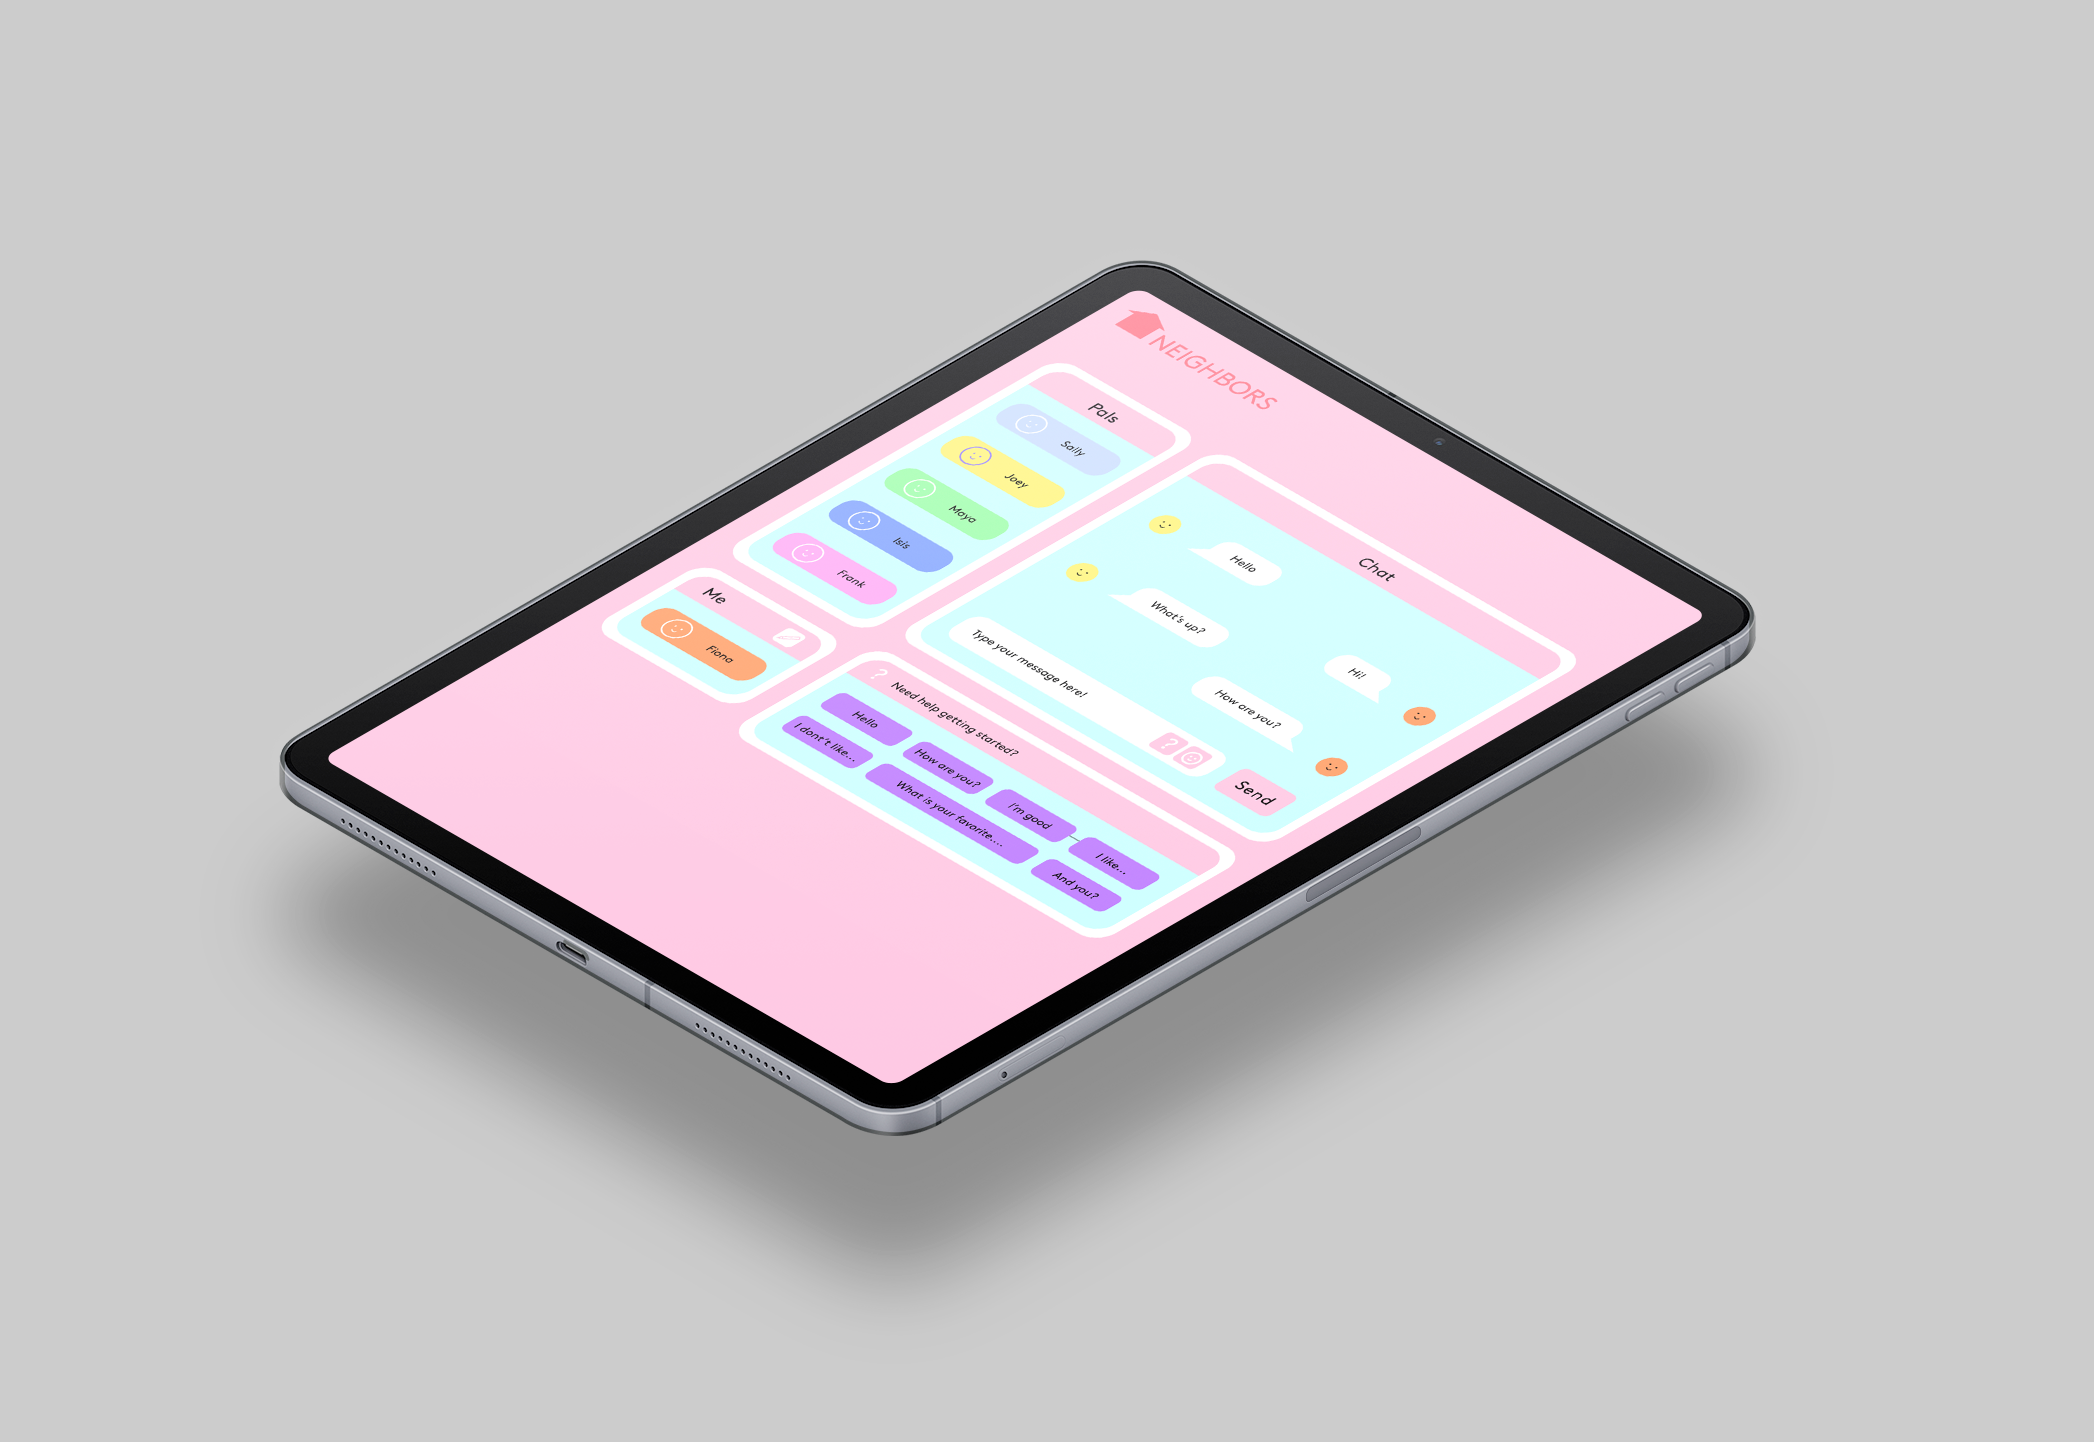 NEIGHBORS
Pals
Sally
Joey
Maya
Isis
Frank
Me
Fiona
Chat
Hello
What's up?
Hi!
How are you?
Type your message here!
?
Send
? Need help getting started?
Hello
How are you?
I'm good
I like...
I dont't like...
What is your favorite....
And you?